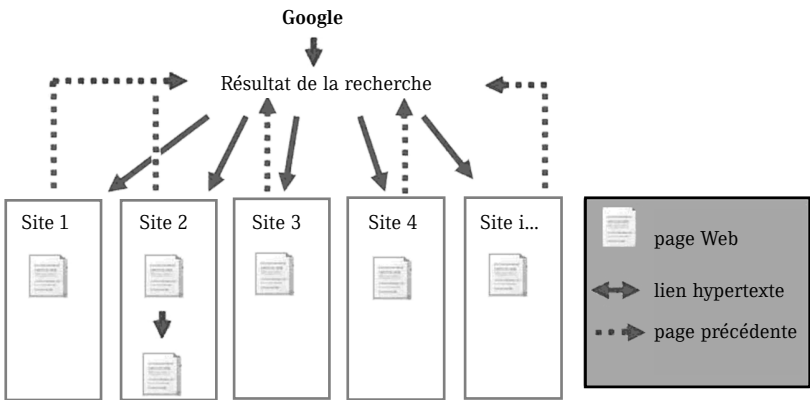 Google
Résultat de la recherche
Site 1
Site 2
Site 3
Site 4
Site i...
page Web
lien hypertexte
page précédente